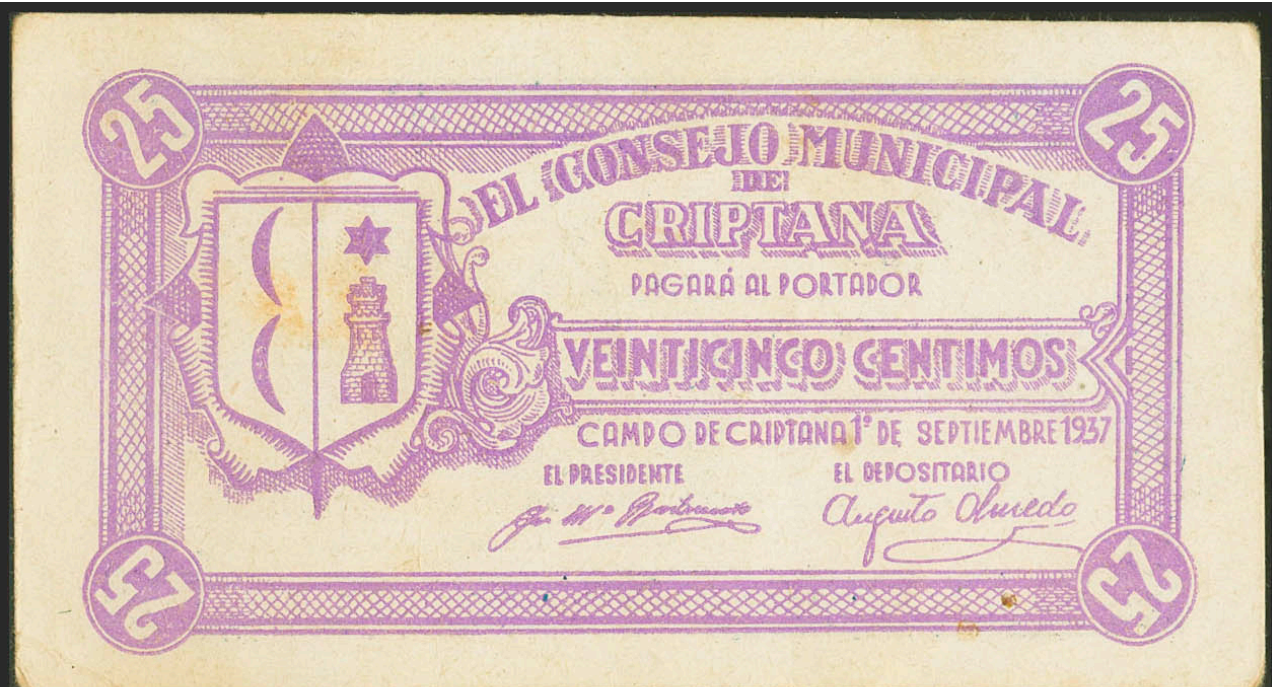 25 25
EL CONSEJO MUNICIPAL
DE
CRIPTANA
PAGARÁ AL PORTADOR
VEINTICINCO CENTIMOS
CAMPO DE CRIPTANA 1º DE SEPTIEMBRE 1937
EL PRESIDENTE EL DEPOSITARIO
Augusto Olmedo
25 25